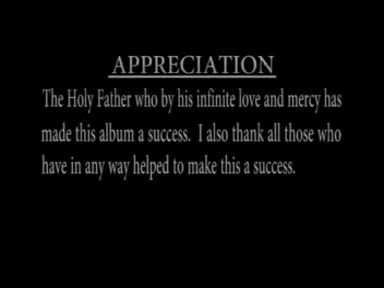 APPRECIATION
The Holy Father who by his infinite love and mercy has
made this album a success. I also thank all those who
have in any way helped to make this a success.